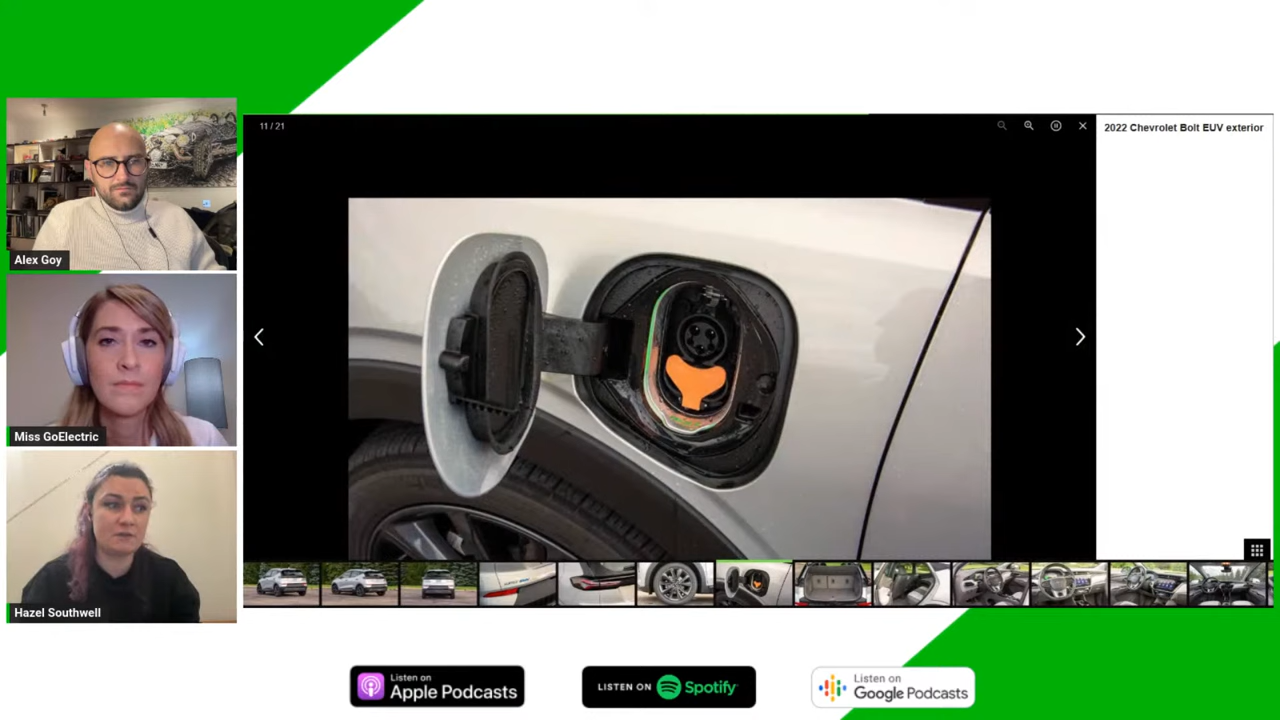 11 / 21
2022 Chevrolet Bolt EUV exterior
Alex Goy
Miss GoElectric
Hazel Southwell
Listen on
Apple Podcasts
LISTEN ON Spotify
Listen on
Google Podcasts